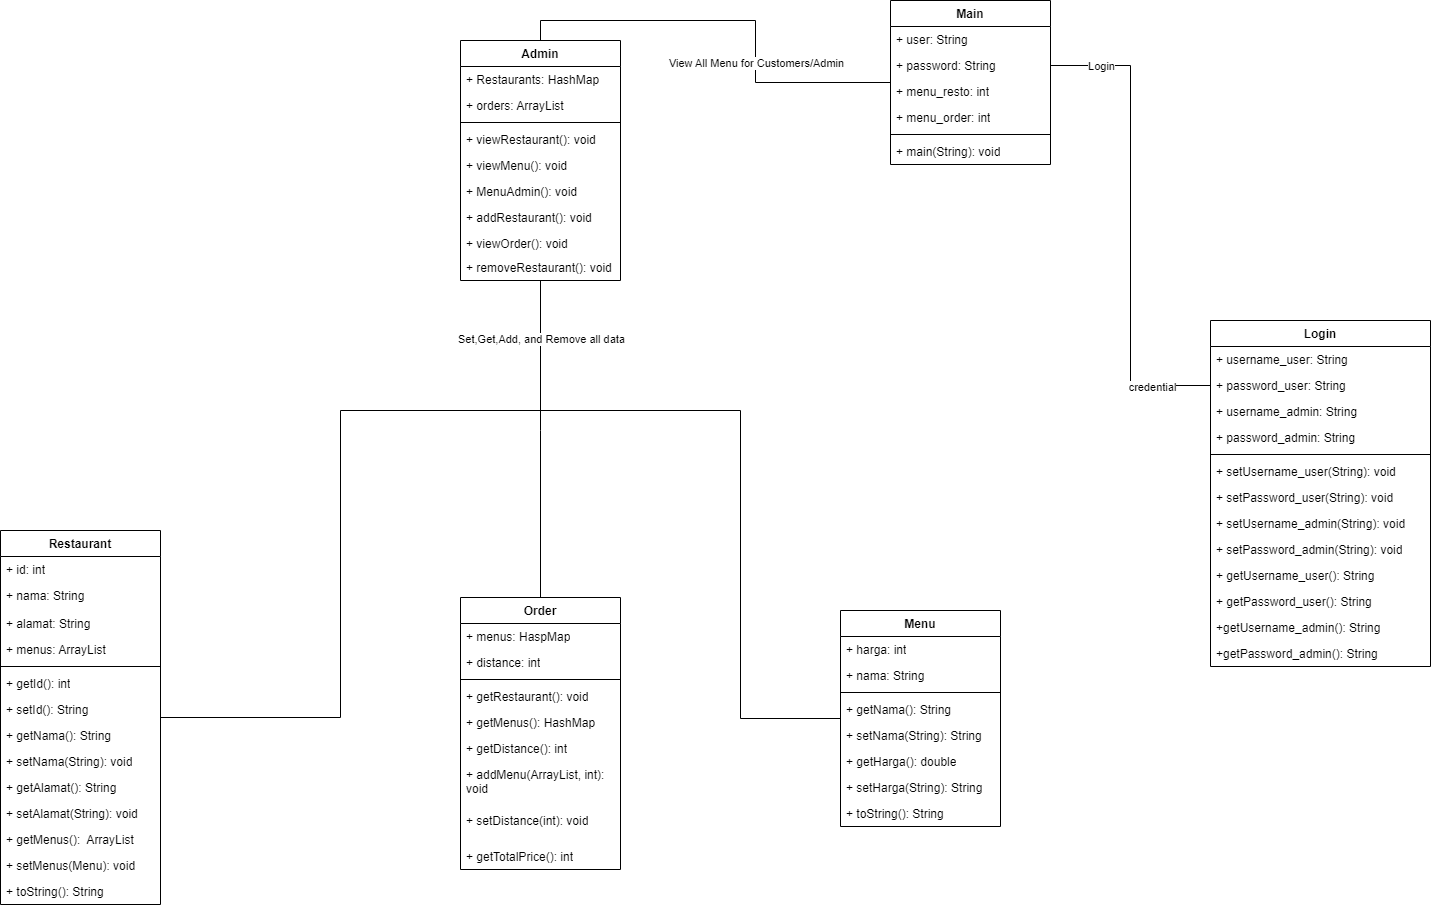 Main
+ user: String
+ password: String
+ menu_resto: int
+ menu_order: int
+ main(String): void
Admin
+ Restaurants: HashMap
+ orders: ArrayList
+ viewRestaurant(): void
+ viewMenu(): void
+ MenuAdmin(): void
+ addRestaurant(): void
+ viewOrder(): void
+ removeRestaurant(): void
View All Menu for Customers/Admin
Login
credential
Set,Get,Add, and Remove all data
Login
+ username_user: String
+ password_user: String
+ username_admin: String
+ password_admin: String
+ setUsername_user(String): void
+ setPassword_user(String): void
+ setUsername_admin(String): void
+ setPassword_admin(String): void
+ getUsername_user(): String
+ getPassword_user(): String
+getUsername_admin(): String
+getPassword_admin(): String
Restaurant
+ id: int
+ nama: String
+ alamat: String
+ menus: ArrayList
+ getId(): int
+ setId(): String
+ getNama(): String
+ setNama(String): void
+ getAlamat(): String
+ setAlamat(String): void
+ getMenus():  ArrayList
+ setMenus(Menu): void
+ toString(): String
Order
+ menus: HaspMap
+ distance: int
+ getRestaurant(): void
+ getMenus(): HashMap
+ getDistance(): int
+ addMenu(ArrayList, int):
void
+ setDistance(int): void
+ getTotalPrice(): int
Menu
+ harga: int
+ nama: String
+ getNama(): String
+ setNama(String): String
+ getHarga(): double
+ setHarga(String): String
+ toString(): String